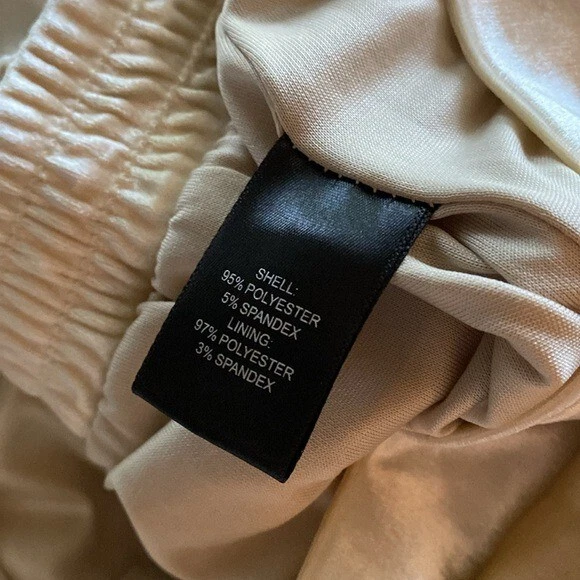 SHELL:
95% POLYESTER
5% SPANDEX
LINING:
97% POLYESTER
3% SPANDEX